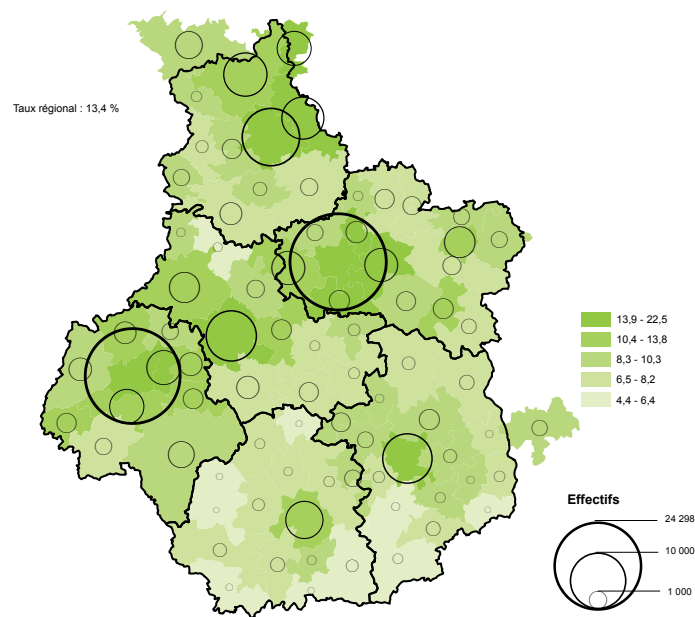 Taux régional : 13,4 %
13,9 - 22,5
10,4 - 13,8
8,3 - 10,3
6,5 - 8,2
4,4 - 6,4
Effectifs
24 298
10 000
1 000